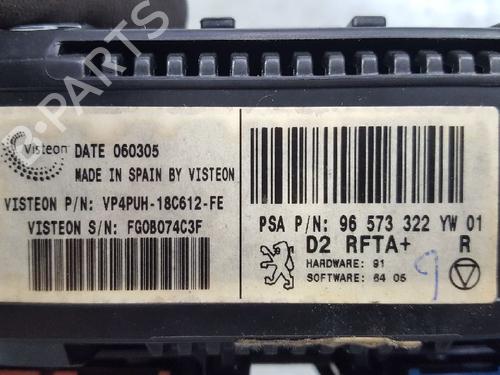 Visteon
DATE 060305
MADE IN SPAIN BY VISTEON
VISTEON P/N: VP4PUH-18C612-FE
VISTEON S/N: FG0B074C3F
PSA P/N: 96 573 322 YW 01
D2 RFTA+ R
HARDWARE: 91
SOFTWARE: 64 05
9
B-PARTS